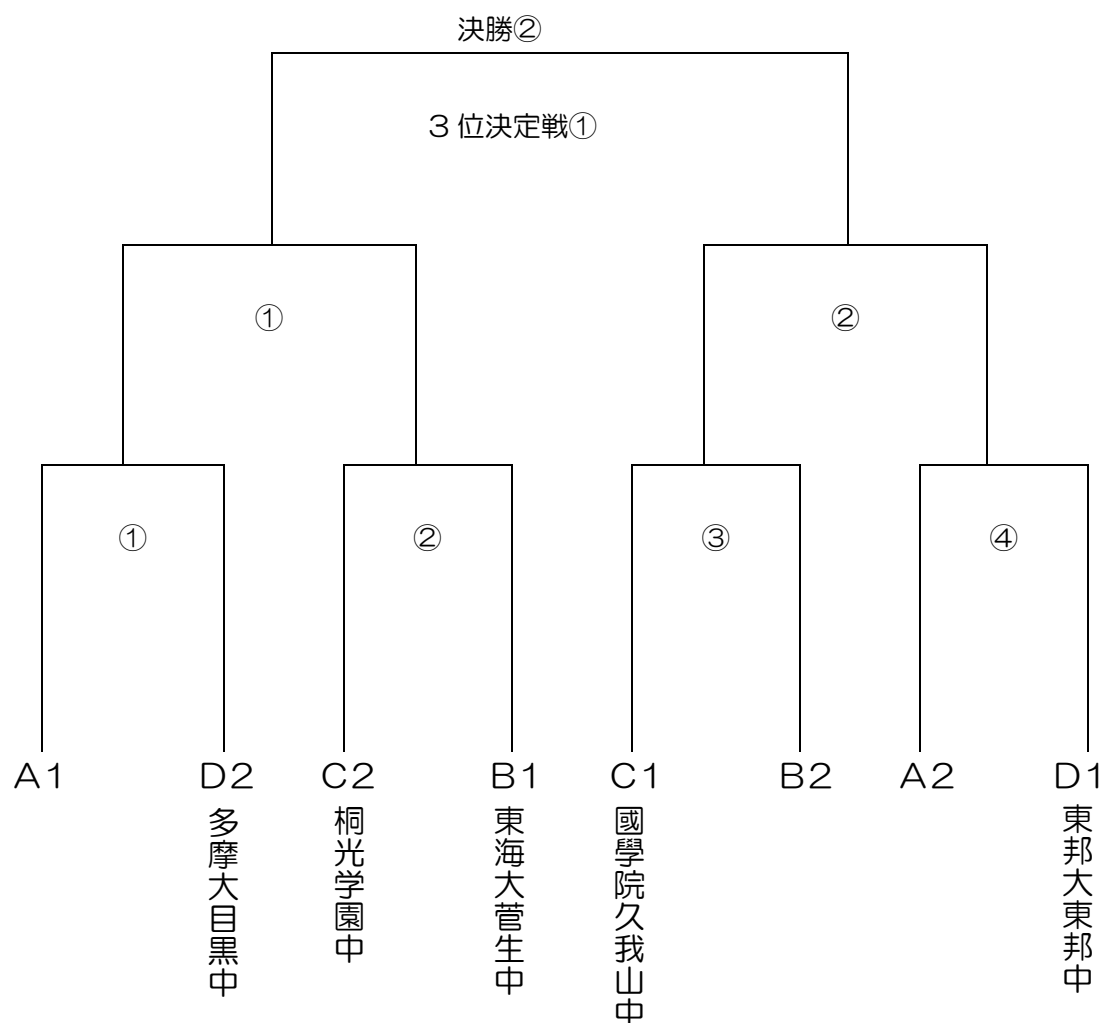 決勝②
３位決定戦①
①
②
①
②
③
④
A1
D2
C2
B1
C1
B2
A2
D1
多摩大目黒中
桐光学園中
東海大菅生中
國學院久我山中
東邦大東邦中